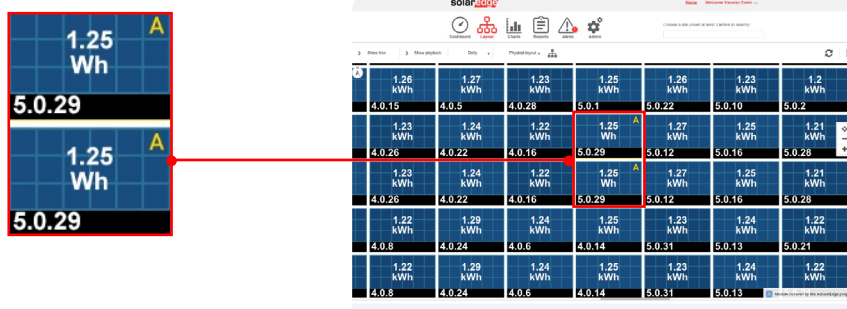 A
1.25
Wh
5.0.29
A
1.25
Wh
5.0.29
solaredge
Home Welcome Yiannas Zoser
Dashboard Layout Charts Reports Alerts Admin
Show tree Show playback Daily Physical layout
1.26 1.27 1.23 1.25 1.26 1.23 1.2
kWh kWh kWh kWh kWh kWh kWh
4.0.15 4.0.5 4.0.28 5.0.1 5.0.22 5.0.10 5.0.2
1.23 1.24 1.22 1.25 A 1.27 1.25 1.21
kWh kWh kWh Wh kWh kWh kWh
4.0.26 4.0.22 4.0.16 5.0.29 5.0.12 5.0.16 5.0.28
1.23 1.24 1.22 1.25 A 1.27 1.25 1.21
kWh kWh kWh Wh kWh kWh kWh
4.0.26 4.0.22 4.0.16 5.0.29 5.0.12 5.0.16 5.0.28
1.22 1.29 1.24 1.25 1.23 1.24 1.22
kWh kWh kWh kWh kWh kWh kWh
4.0.8 4.0.24 4.0.6 4.0.14 5.0.31 5.0.13 5.0.21
1.22 1.29 1.24 1.25 1.23 1.24 1.22
kWh kWh kWh kWh kWh kWh kWh
4.0.8 4.0.24 4.0.6 4.0.14 5.0.31 5.0.13